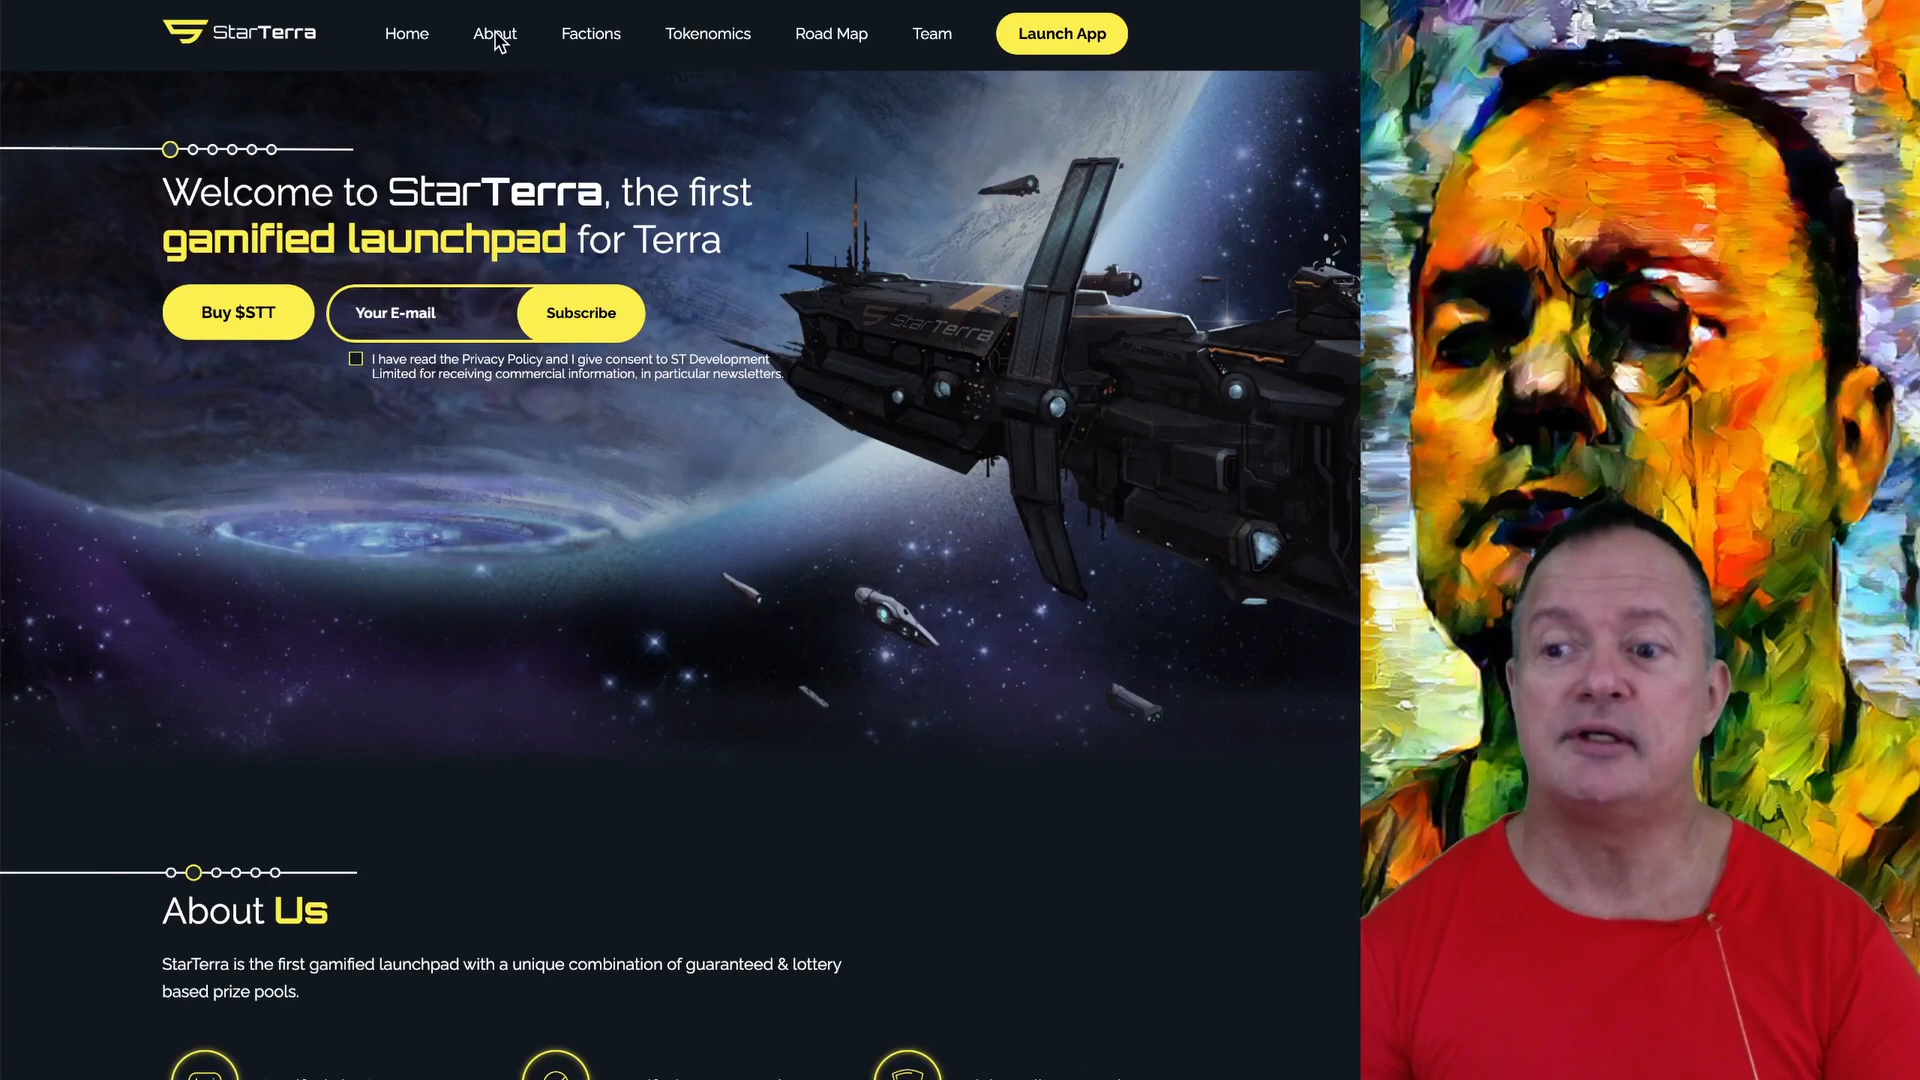 StarTerra
Home
About
Factions
Tokenomics
Road Map
Team
Launch App
Welcome to StarTerra, the first
gamified launchpad for Terra
Buy $STT
Your E-mail
Subscribe
I have read the Privacy Policy and I give consent to ST Development
Limited for receiving commercial information, in particular newsletters.
StarTerra
About Us
StarTerra is the first gamified launchpad with a unique combination of guaranteed & lottery
based prize pools.